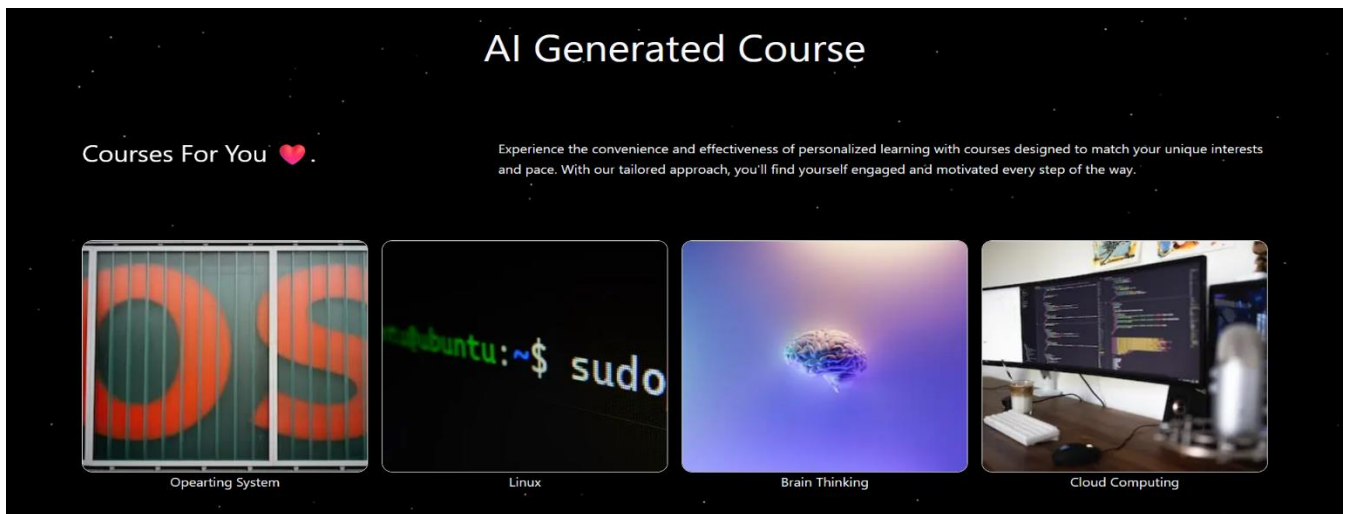 AI Generated Course
Courses For You ❤️.
Experience the convenience and effectiveness of personalized learning with courses designed to match your unique interests
and pace. With our tailored approach, you'll find yourself engaged and motivated every step of the way.
OS
ubuntu:~$ sudo
Opearting System
Linux
Brain Thinking
Cloud Computing